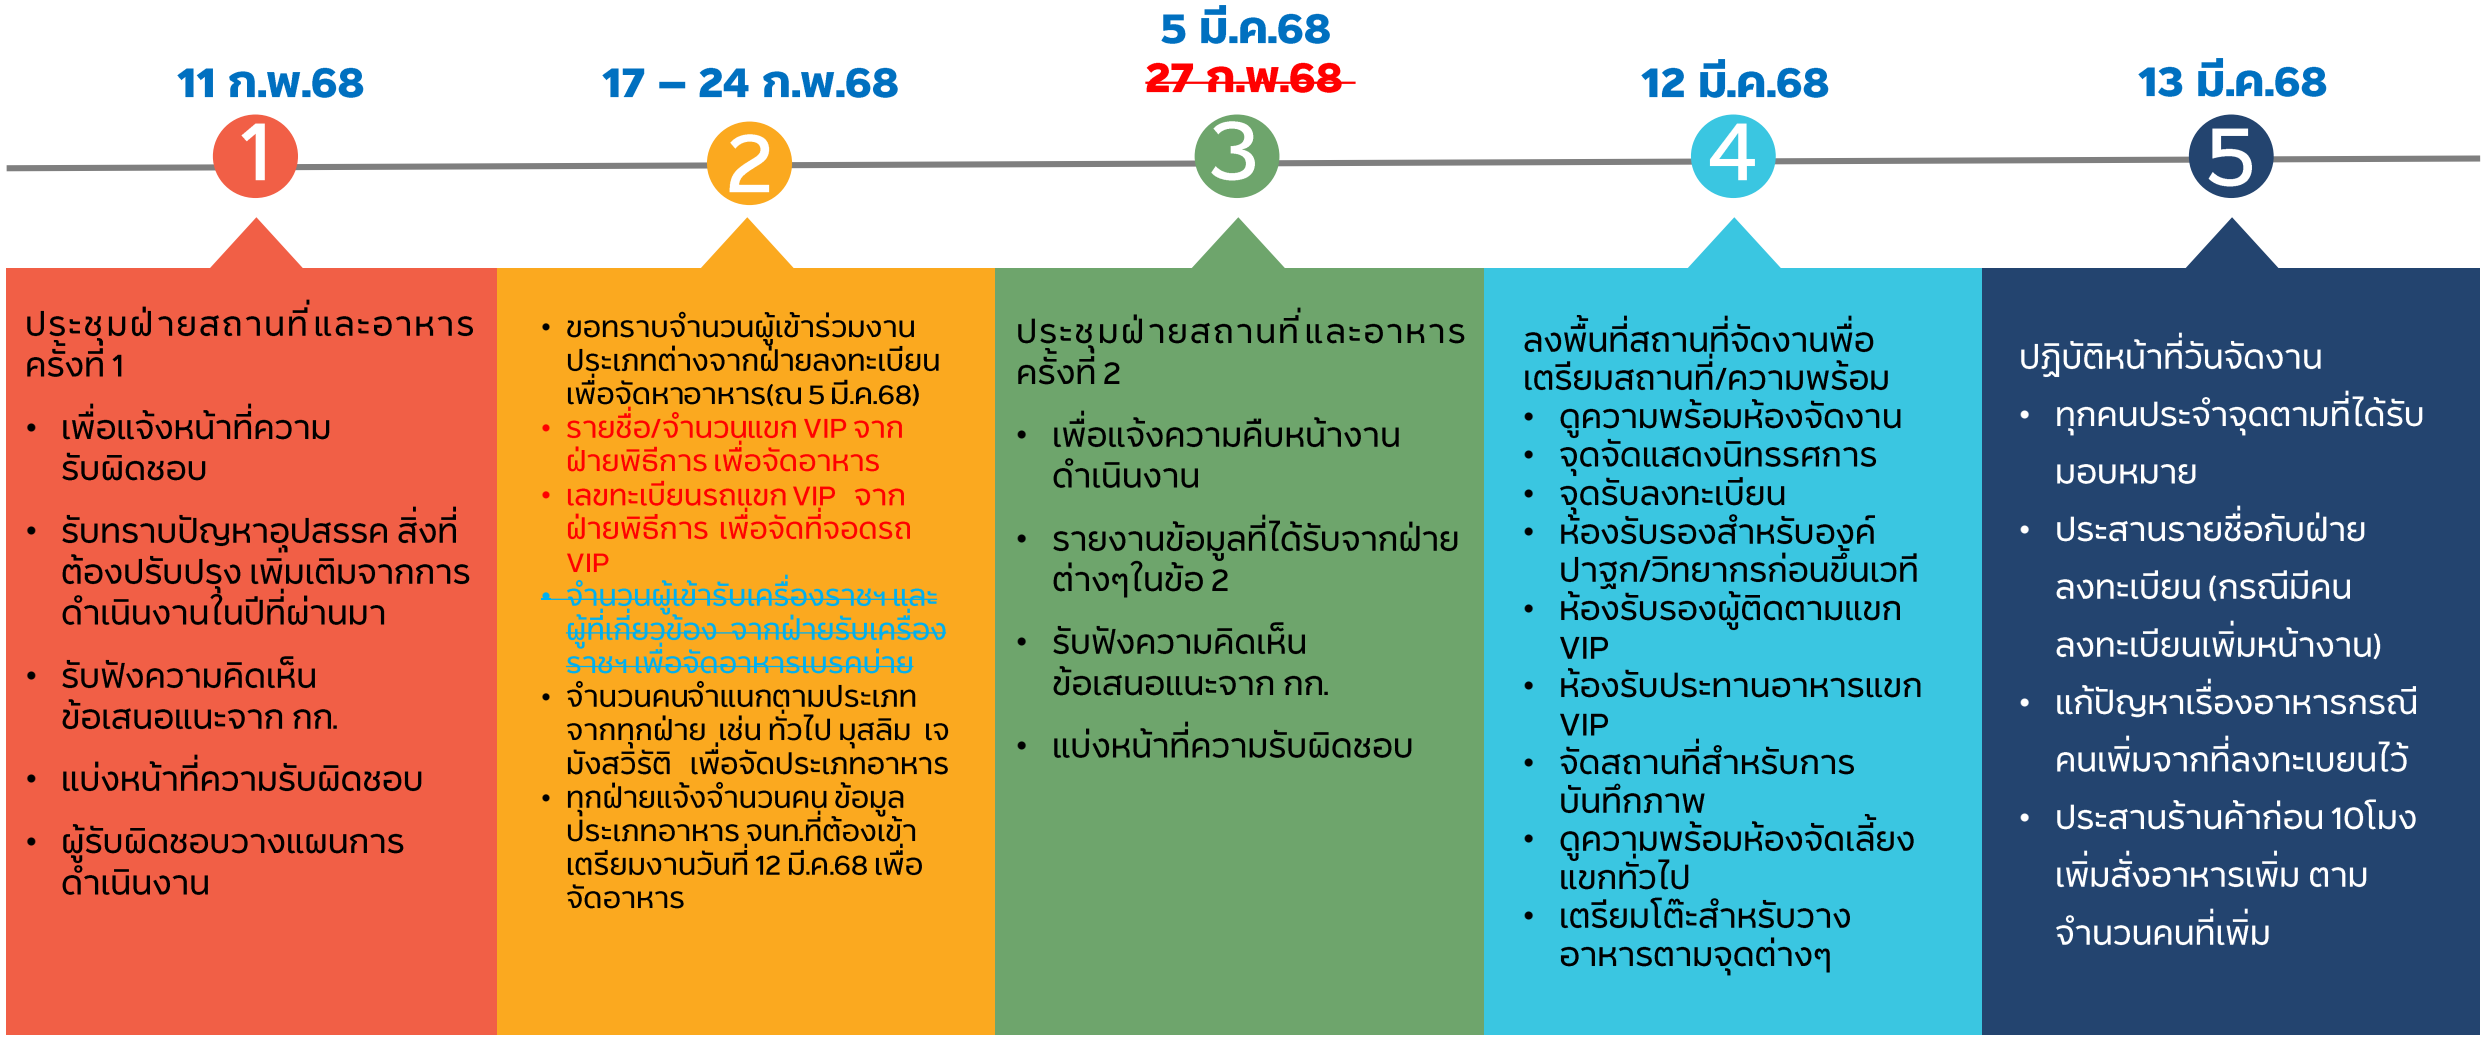 11 ก.พ.68
17 – 24 ก.พ.68
5 มี.ค.68
27 ก.พ.68
12 มี.ค.68
13 มี.ค.68
1
2
3
4
5
ประชุมฝ่ายสถานที่และอาหาร
ครั้งที่ 1
• เพื่อแจ้งหน้าที่ความ
รับผิดชอบ
• รับทราบปัญหาอุปสรรค สิ่งที่
ต้องปรับปรุง เพิ่มเติมจากการ
ดำเนินงานในปีที่ผ่านมา
• รับฟังความคิดเห็น
ข้อเสนอแนะจาก กก.
• แบ่งหน้าที่ความรับผิดชอบ
• ผู้รับผิดชอบวางแผนการ
ดำเนินงาน
• ขอทราบจำนวนผู้เข้าร่วมงาน
ประเภทต่างจากฝ่ายลงทะเบียน
เพื่อจัดหาอาหาร(ณ 5 มี.ค.68)
• รายชื่อ/จำนวนแขก VIP จาก
ฝ่ายพิธีการ เพื่อจัดอาหาร
• เลขทะเบียนรถแขก VIP จาก
ฝ่ายพิธีการ เพื่อจัดที่จอดรถ
VIP
• จำนวนผู้เข้ารับเครื่องราชฯ และ
ผู้ที่เกี่ยวข้อง จากฝ่ายรับเครื่อง
ราชฯ เพื่อจัดอาหารเบรคบ่าย
• จำนวนคนจำแนกตามประเภท
จากทุกฝ่าย เช่น ทั่วไป มุสลิม เจ
มังสวิรัติ เพื่อจัดประเภทอาหาร
• ทุกฝ่ายแจ้งจำนวนคน ข้อมูล
ประเภทอาหาร จนท.ที่ต้องเข้า
เตรียมงานวันที่ 12 มี.ค.68 เพื่อ
จัดอาหาร
ประชุมฝ่ายสถานที่และอาหาร
ครั้งที่ 2
• เพื่อแจ้งความคืบหน้างาน
ดำเนินงาน
• รายงานข้อมูลที่ได้รับจากฝ่าย
ต่างๆในข้อ 2
• รับฟังความคิดเห็น
ข้อเสนอแนะจาก กก.
• แบ่งหน้าที่ความรับผิดชอบ
ลงพื้นที่สถานที่จัดงานพื่อ
เตรียมสถานที่/ความพร้อม
• ดูความพร้อมห้องจัดงาน
• จุดจัดแสดงนิทรรศการ
• จุดรับลงทะเบียน
• ห้องรับรองสำหรับองค์
ปาฐก/วิทยากรก่อนขึ้นเวที
• ห้องรับรองผู้ติดตามแขก
VIP
• ห้องรับประทานอาหารแขก
VIP
• จัดสถานที่สำหรับการ
บันทึกภาพ
• ดูความพร้อมห้องจัดเลี้ยง
แขกทั่วไป
• เตรียมโต๊ะสำหรับวาง
อาหารตามจุดต่างๆ
ปฏิบัติหน้าที่วันจัดงาน
• ทุกคนประจำจุดตามที่ได้รับ
มอบหมาย
• ประสานรายชื่อกับฝ่าย
ลงทะเบียน (กรณีมีคน
ลงทะเบียนเพิ่มหน้างาน)
• แก้ปัญหาเรื่องอาหารกรณี
คนเพิ่มจากที่ลงทะเบยนไว้
• ประสานร้านค้าก่อน 10โมง
เพิ่มสั่งอาหารเพิ่ม ตาม
จำนวนคนที่เพิ่ม